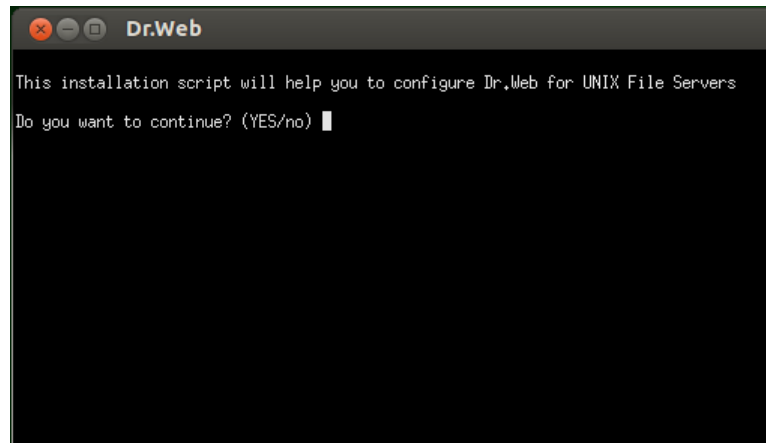 Dr.Web
This installation script will help you to configure Dr.Web for UNIX File Servers
Do you want to continue? (YES/no)